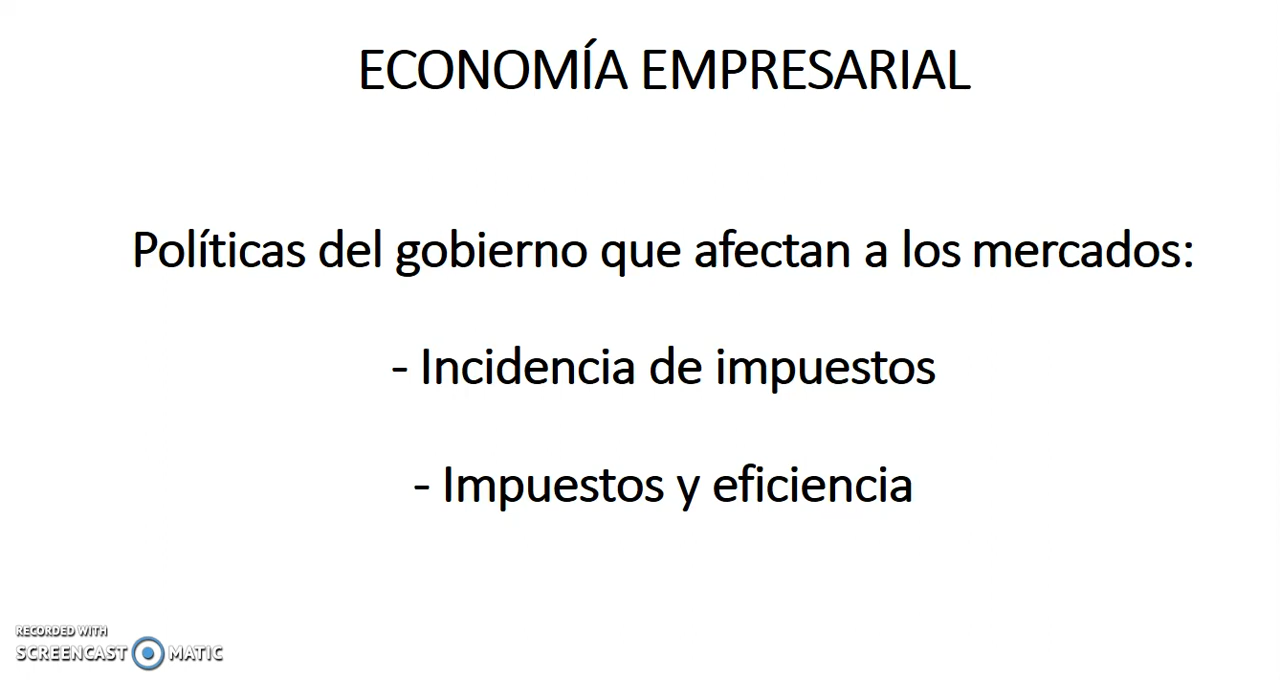 ECONOMÍA EMPRESARIAL
Políticas del gobierno que afectan a los mercados:
- Incidencia de impuestos
- Impuestos y eficiencia
RECORDED WITH
SCREENCAST MATIC